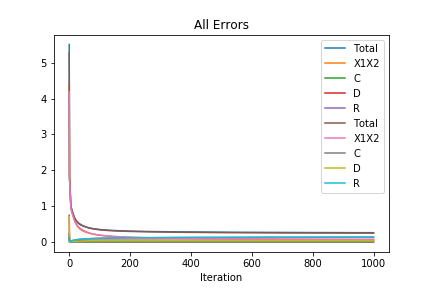 All Errors
Total
X1X2
C
D
R
Total
X1X2
C
D
R
5
4
3
2
1
0
0 200 400 600 800 1000
Iteration